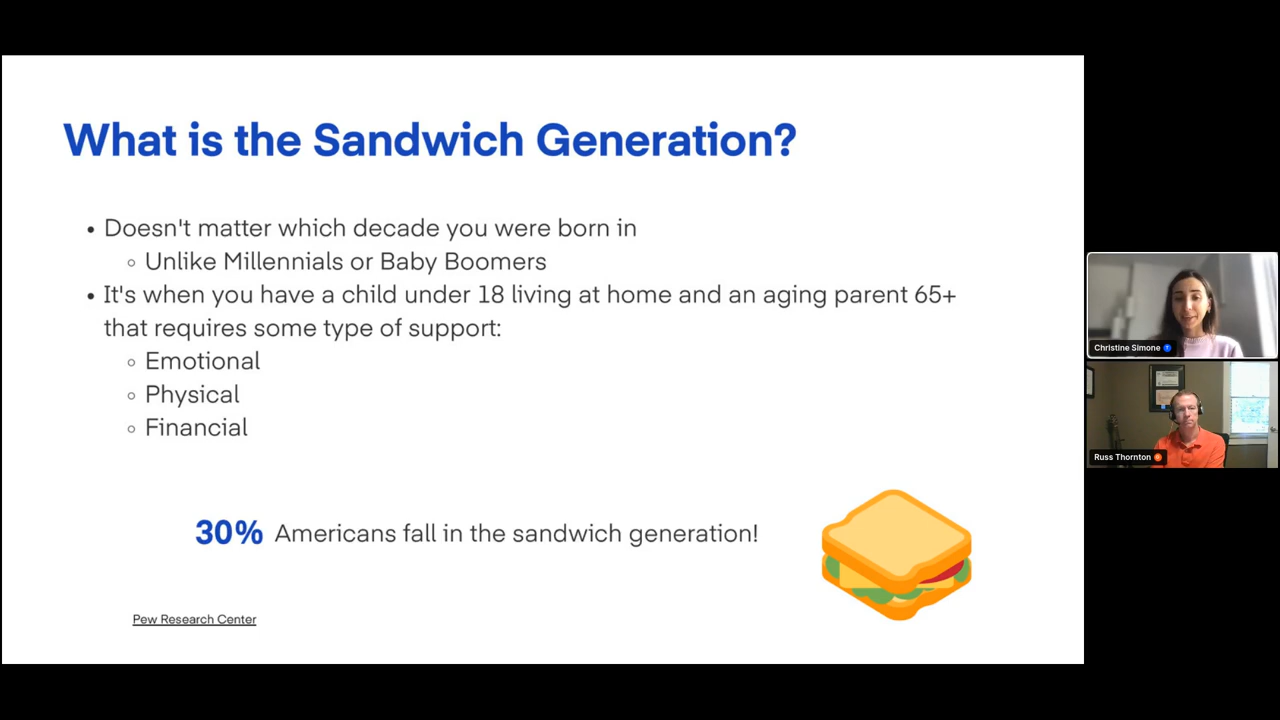 What is the Sandwich Generation?
• Doesn't matter which decade you were born in
◦ Unlike Millennials or Baby Boomers
• It's when you have a child under 18 living at home and an aging parent 65+
that requires some type of support:
◦ Emotional
◦ Physical
◦ Financial
30% Americans fall in the sandwich generation!
Pew Research Center
Christine Simone
Russ Thornton